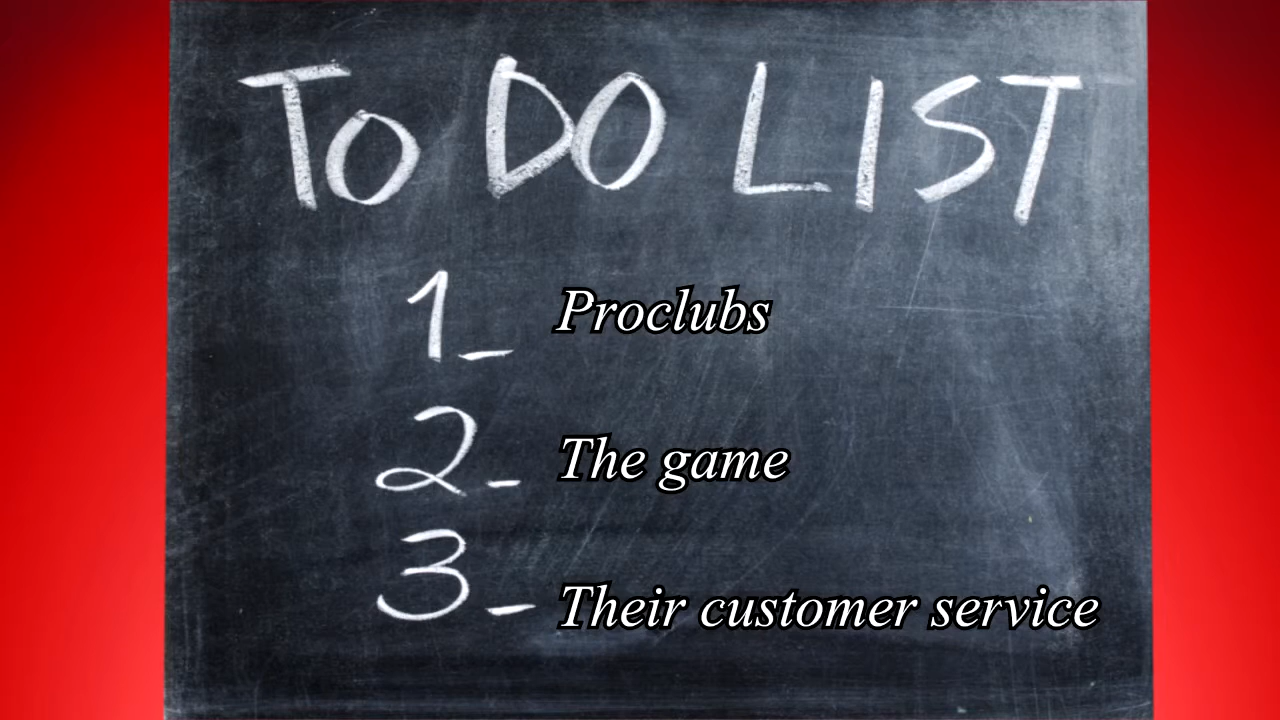 To DO LIST
1_ Proclubs
2_ The game
3_ Their customer service